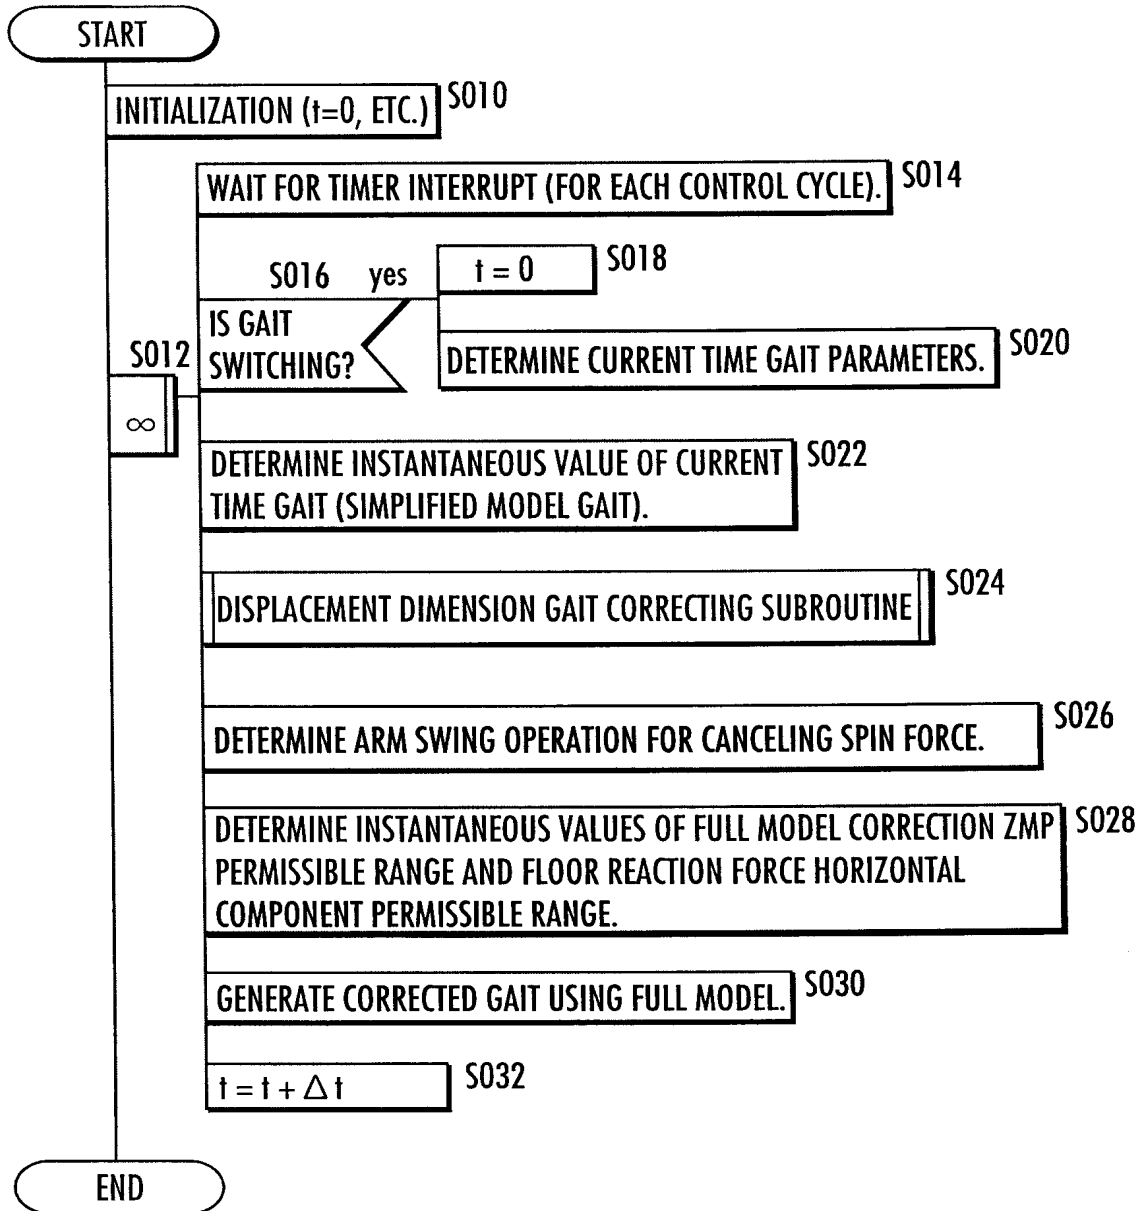 START
INITIALIZATION (t=0, ETC.) S010
WAIT FOR TIMER INTERRUPT (FOR EACH CONTROL CYCLE). S014
S016 yes
t = 0 S018
IS GAIT
SWITCHING?
DETERMINE CURRENT TIME GAIT PARAMETERS. S020
S012
∞
DETERMINE INSTANTANEOUS VALUE OF CURRENT S022
TIME GAIT (SIMPLIFIED MODEL GAIT).
DISPLACEMENT DIMENSION GAIT CORRECTING SUBROUTINE S024
DETERMINE ARM SWING OPERATION FOR CANCELING SPIN FORCE. S026
DETERMINE INSTANTANEOUS VALUES OF FULL MODEL CORRECTION ZMP S028
PERMISSIBLE RANGE AND FLOOR REACTION FORCE HORIZONTAL
COMPONENT PERMISSIBLE RANGE.
GENERATE CORRECTED GAIT USING FULL MODEL. S030
t = t + Δ t S032
END